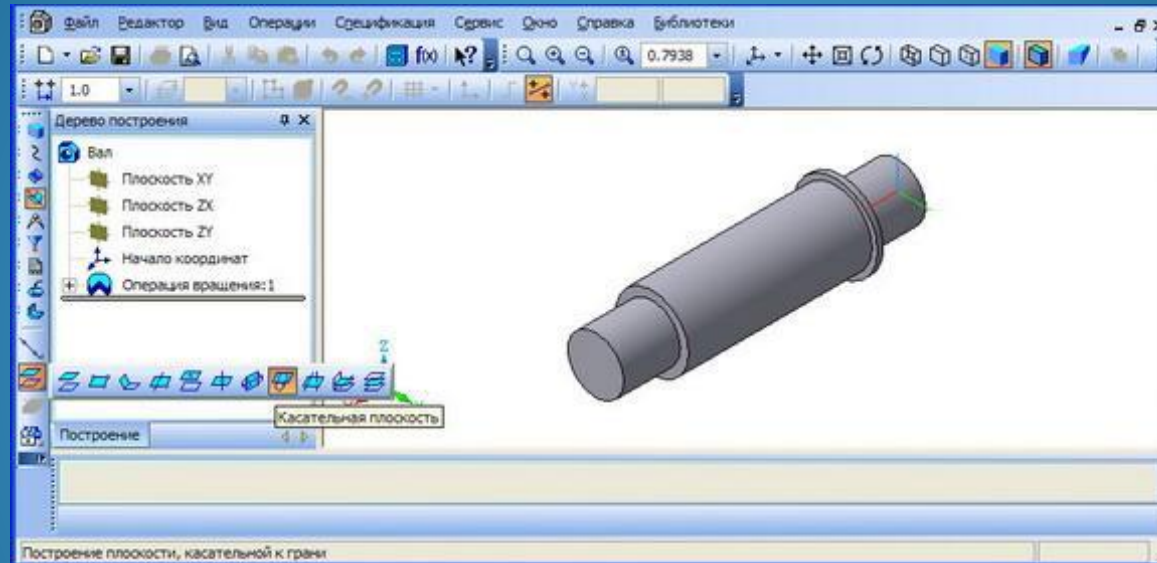 Файл Редактор Вид Операции Спецификация Сервис Окно Справка Библиотеки
f(x) 0.7938
1.0
Дерево построения
Вал
Плоскость XY
Плоскость ZX
Плоскость ZY
Начало координат
Операция вращения:1
Z
Касательная плоскость
Построение
Построение плоскости, касательной к грани